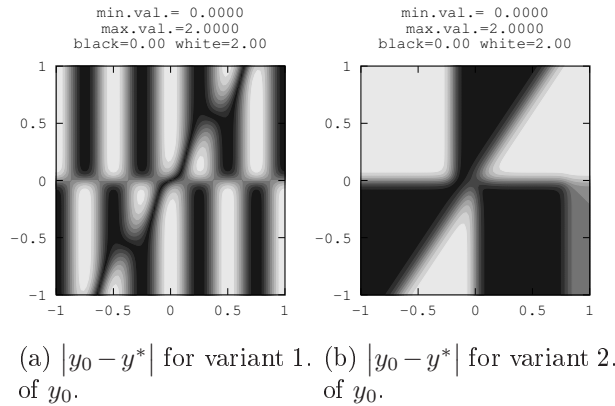 min.val.= 0.0000
max.val.=2.0000
black=0.00 white=2.00
1
0.5
0
−0.5
−1
−1 −0.5 0 0.5 1
(a) |y₀ − y*| for variant 1.
of y₀.
min.val.= 0.0000
max.val.=2.0000
black=0.00 white=2.00
1
0.5
0
−0.5
−1
−1 −0.5 0 0.5 1
(b) |y₀ − y*| for variant 2.
of y₀.